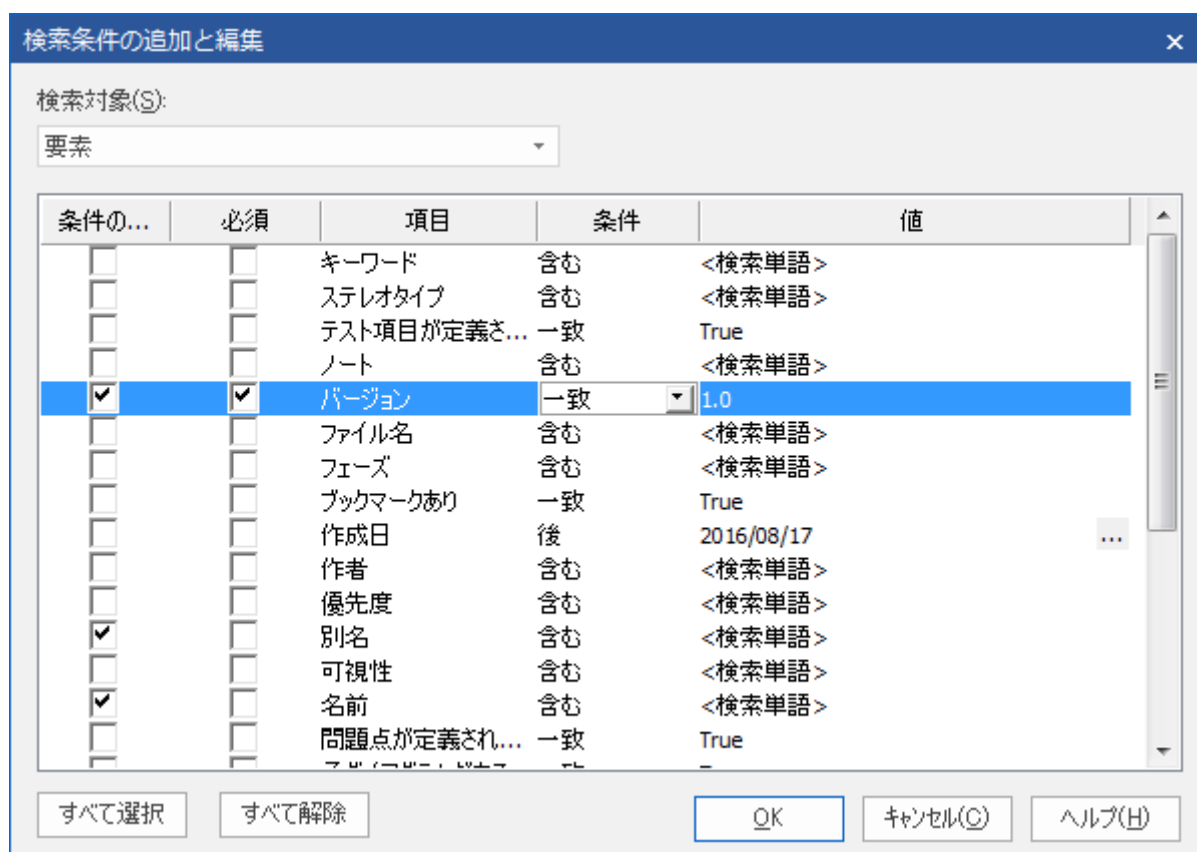 検索条件の追加と編集
検索対象(S):
要素
条件の... 必須 項目 条件 値
キーワード 含む <検索単語>
ステレオタイプ 含む <検索単語>
テスト項目が定義さ... 一致 True
ノート 含む <検索単語>
バージョン 一致 1.0
ファイル名 含む <検索単語>
フェーズ 含む <検索単語>
ブックマークあり 一致 True
作成日 後 2016/08/17 ...
作者 含む <検索単語>
優先度 含む <検索単語>
別名 含む <検索単語>
可視性 含む <検索単語>
名前 含む <検索単語>
問題点が定義され... 一致 True
すべて選択 すべて解除 OK キャンセル(C) ヘルプ(H)